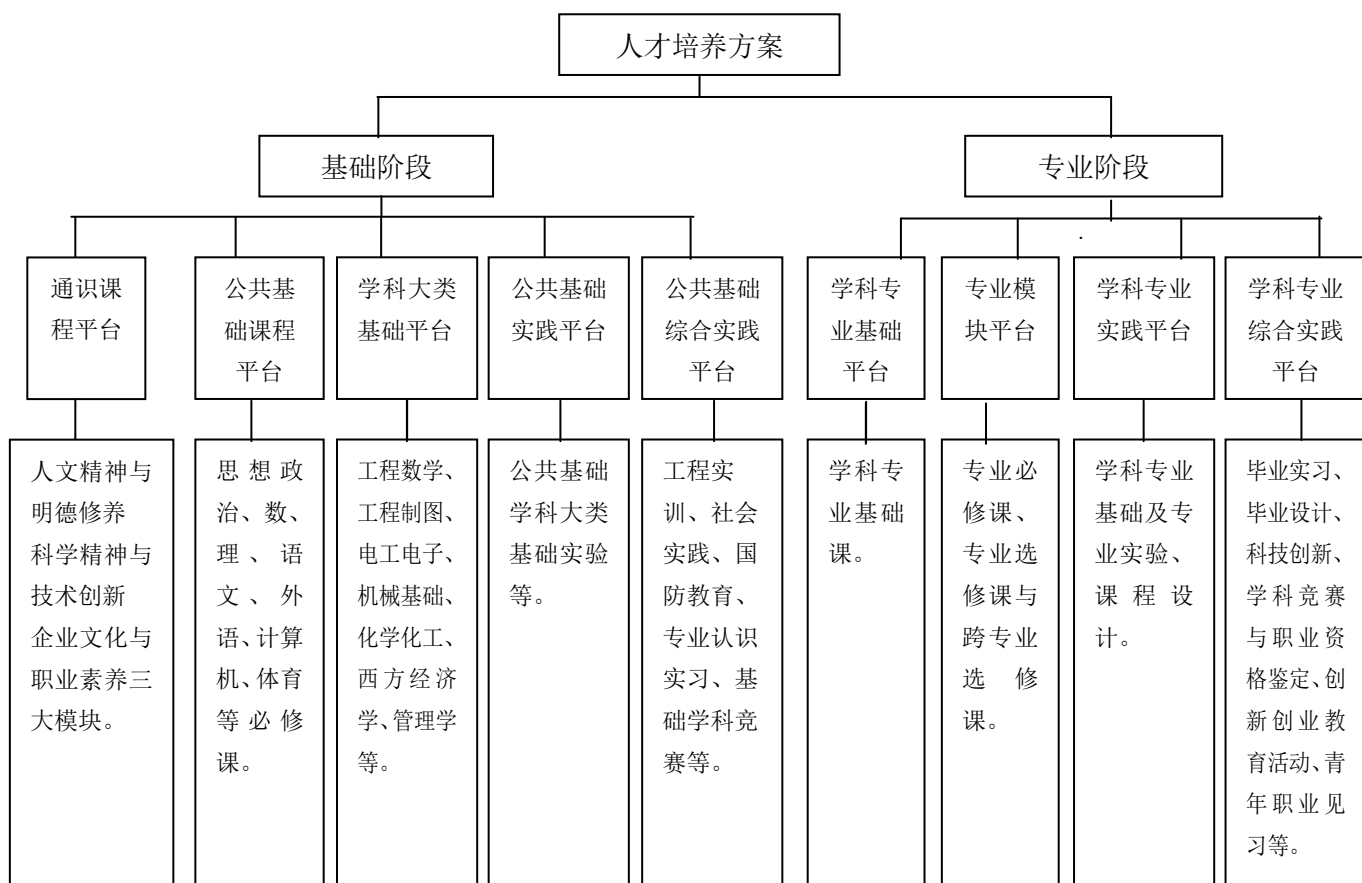 人才培养方案
基础阶段
专业阶段
通识课
程平台
公共基
础课程
平台
学科大类
基础平台
公共基础
实践平台
公共基础
综合实践
平台
学科专
业基础
平台
专业模
块平台
学科专业
实践平台
学科专业
综合实践
平台
人文精神与
明德修养
科学精神与
技术创新
企业文化与
职业素养三
大模块。
思想政
治、数、
理、语
文、外
语、计算
机、体育
等必修
课。
工程数学、
工程制图、
电工电子、
机械基础、
化学化工、
西方经济
学、管理学
等。
公共基础
学科大类
基础实验
等。
工程实
训、社会
实践、国
防教育、
专业认识
实习、基
础学科竞
赛等。
学科专
业基础
课。
专业必
修课、
专业选
修课与
跨专业
选修
课。
学科专业
基础及专
业实验、
课程设
计。
毕业实习、
毕业设计、
科技创新、
学科竞赛
与职业资
格鉴定、创
新创业教
育活动、青
年职业见
习等。